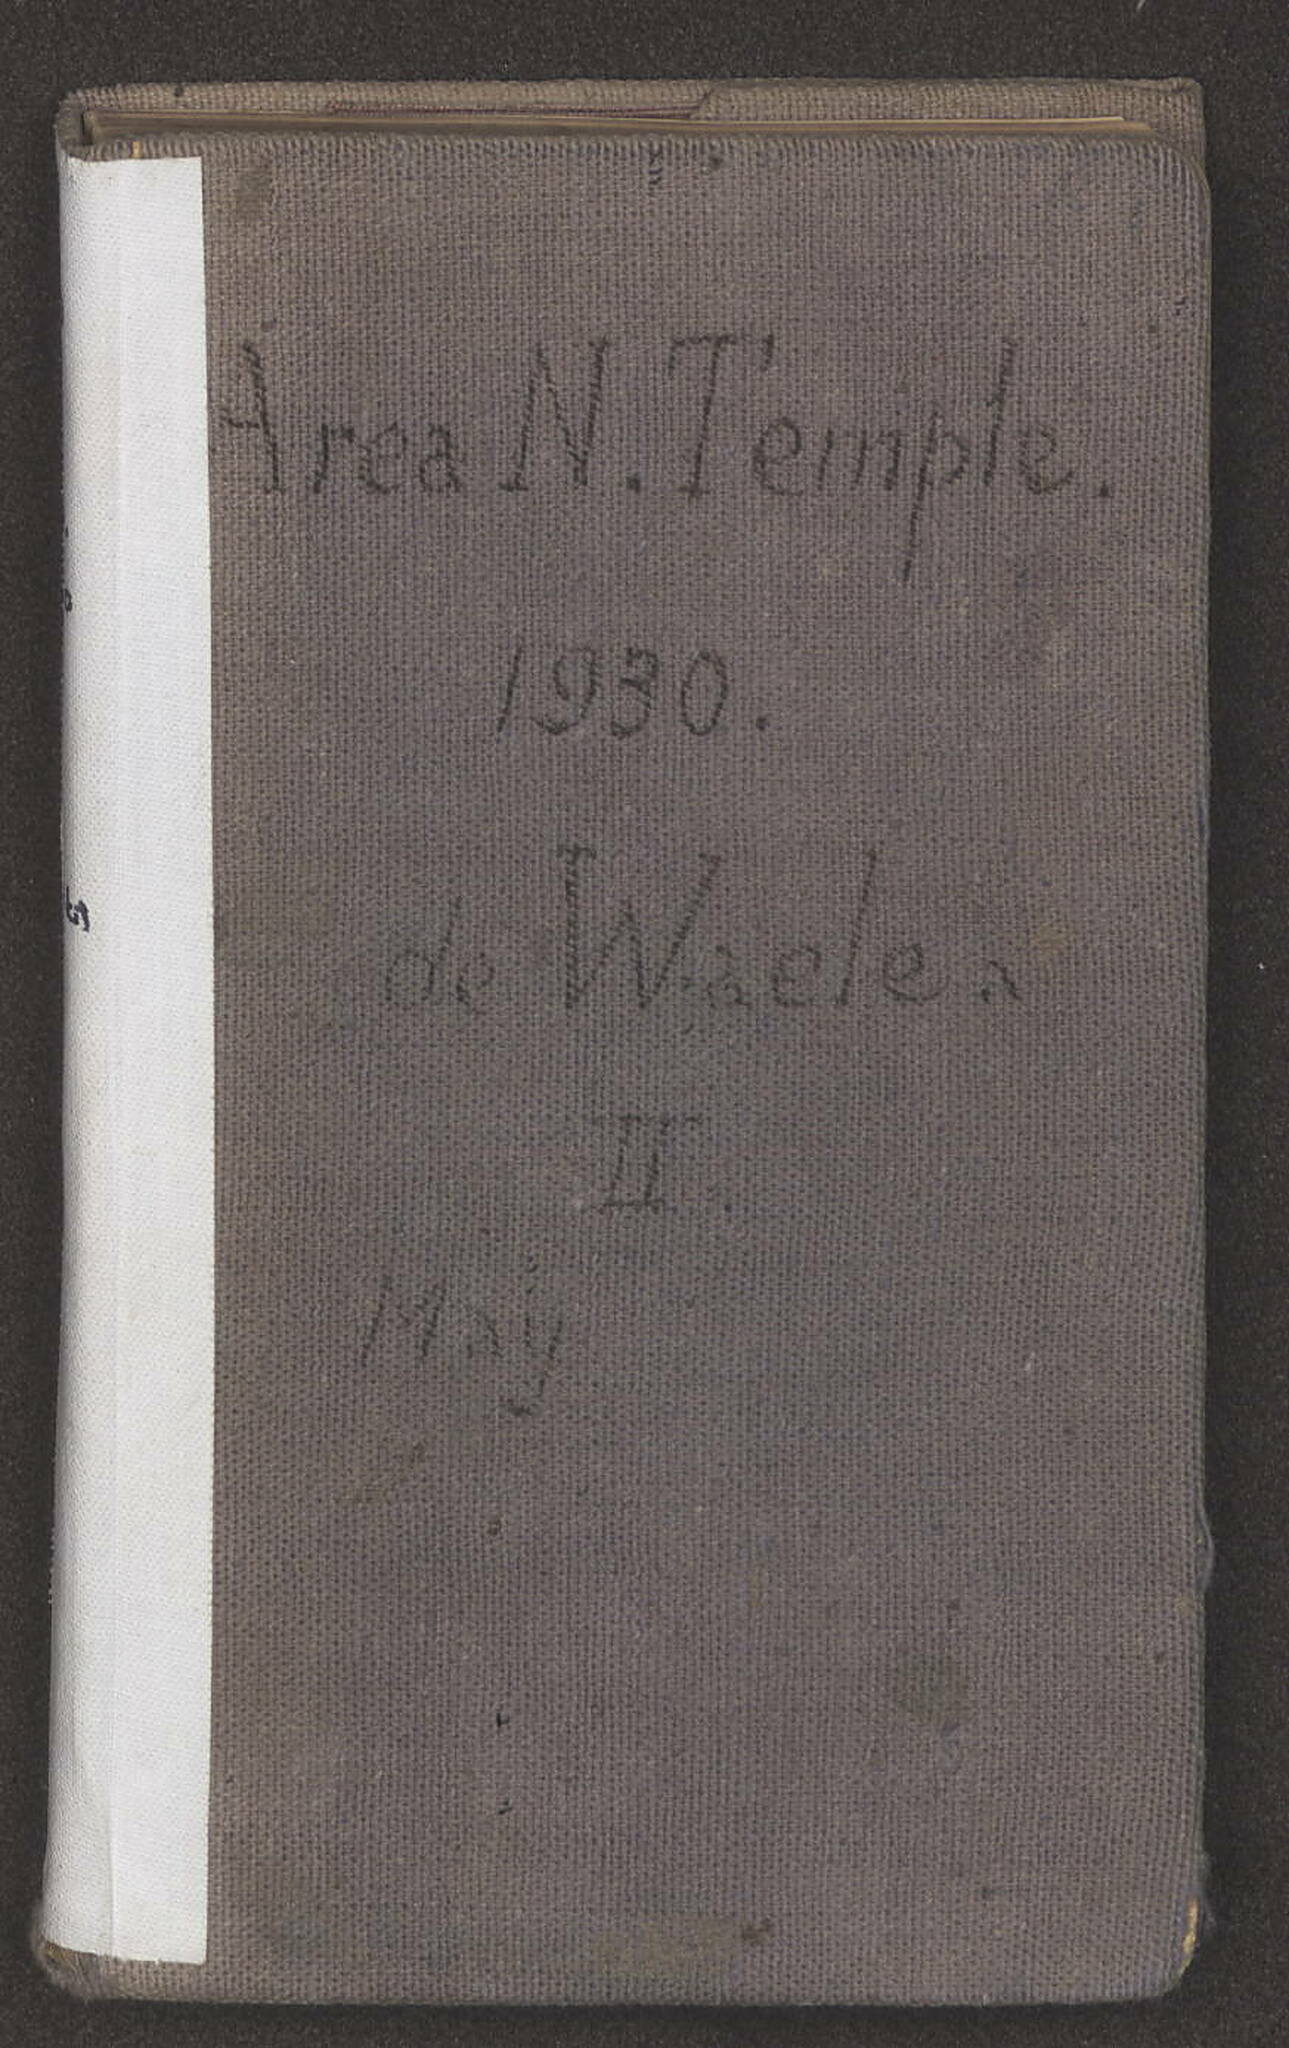 Area N. Temple.
1930.
de Waele.
II
May